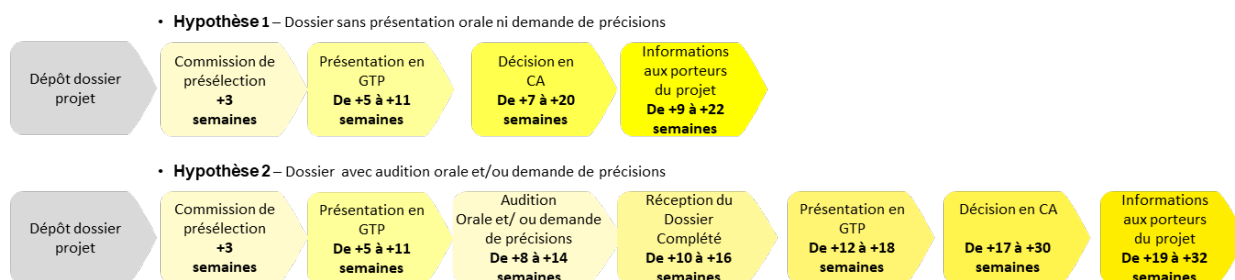 • Hypothèse 1 – Dossier sans présentation orale ni demande de précisions
Dépôt dossier
projet
Commission de
présélection
+3
semaines
Présentation en
GTP
De +5 à +11
semaines
Décision en
CA
De +7 à +20
semaines
Informations
aux porteurs
du projet
De +9 à +22
semaines
• Hypothèse 2 – Dossier avec audition orale et/ou demande de précisions
Dépôt dossier
projet
Commission de
présélection
+3
semaines
Présentation en
GTP
De +5 à +11
semaines
Audition
Orale et/ ou demande
de précisions
De +8 à +14
semaines
Réception du
Dossier
Complété
De +10 à +16
semaines
Présentation en
GTP
De +12 à +18
semaines
Décision en CA
De +17 à +30
semaines
Informations
aux porteurs
du projet
De +19 à +32
semaines